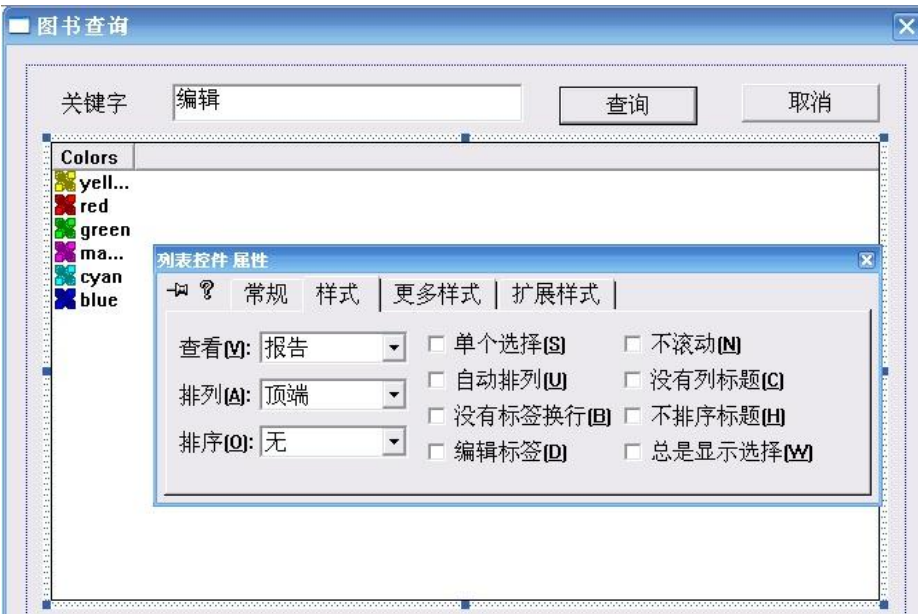 图书查询
关键字 编辑 查询 取消
Colors
yell...
red
green
ma...
cyan
blue
列表控件 属性
? 常规 样式 更多样式 扩展样式
查看(V): 报告 单个选择(S) 不滚动(N)
自动排列(U) 没有列标题(C)
排列(A): 顶端
没有标签换行(B) 不排序标题(H)
排序(O): 无 编辑标签(D) 总是显示选择(W)